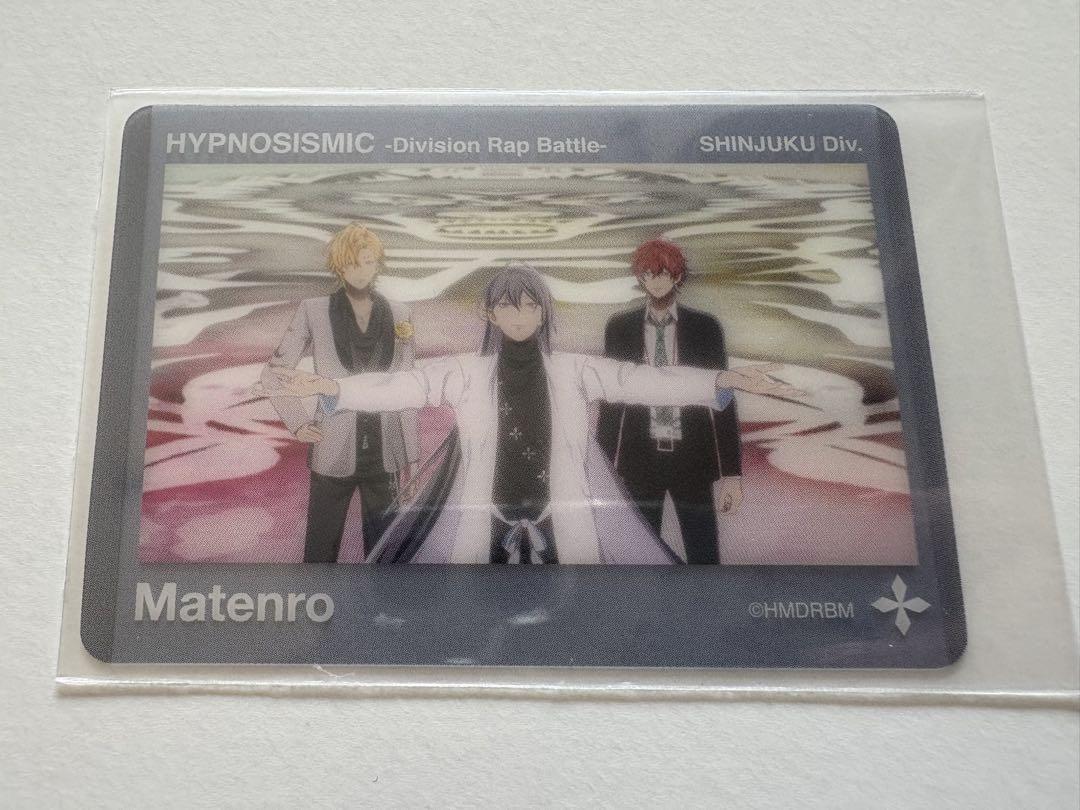 HYPNOSISMIC -Division Rap Battle- SHINJUKU Div.
Matenro
©HMDRBM